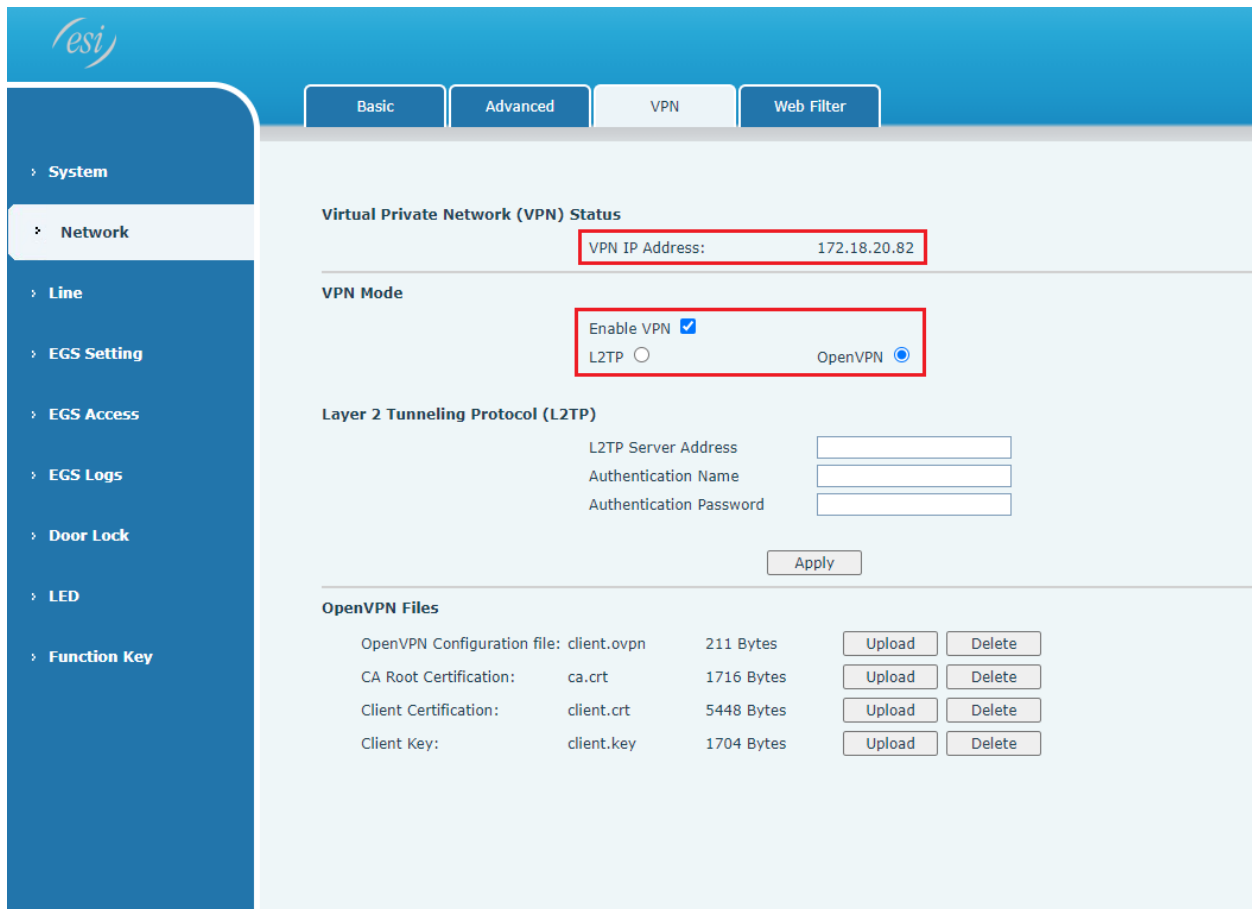 esi
Basic Advanced VPN Web Filter
System
Network
Line
EGS Setting
EGS Access
EGS Logs
Door Lock
LED
Function Key
Virtual Private Network (VPN) Status
VPN IP Address: 172.18.20.82
VPN Mode
Enable VPN
L2TP OpenVPN
Layer 2 Tunneling Protocol (L2TP)
L2TP Server Address
Authentication Name
Authentication Password
Apply
OpenVPN Files
OpenVPN Configuration file: client.ovpn 211 Bytes Upload Delete
CA Root Certification: ca.crt 1716 Bytes Upload Delete
Client Certification: client.crt 5448 Bytes Upload Delete
Client Key: client.key 1704 Bytes Upload Delete